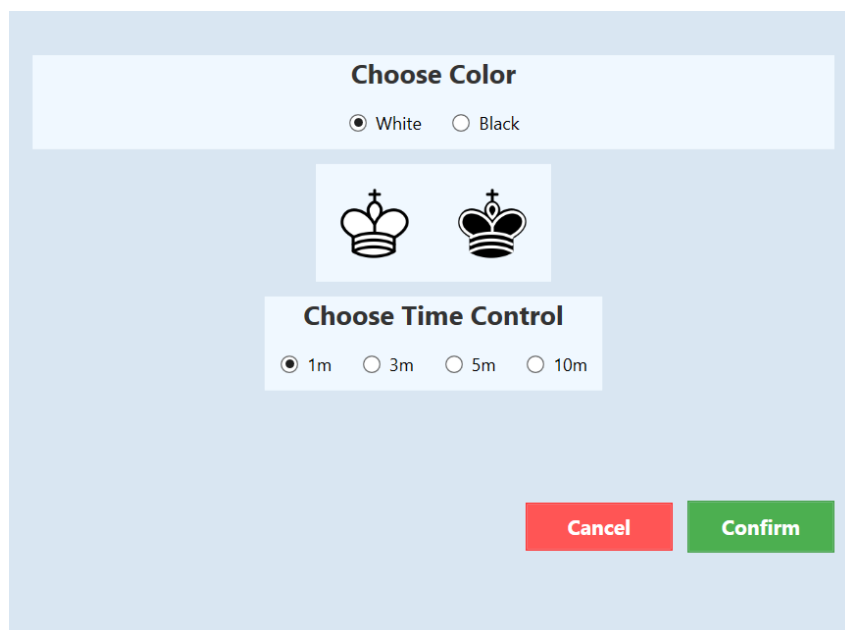 Choose Color
White Black
Choose Time Control
1m 3m 5m 10m
Cancel Confirm